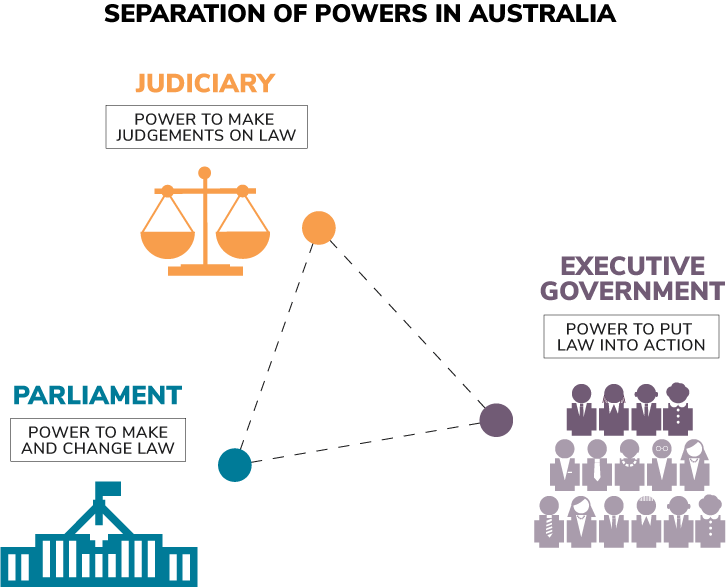 SEPARATION OF POWERS IN AUSTRALIA
JUDICIARY
POWER TO MAKE
JUDGEMENTS ON LAW
EXECUTIVE
GOVERNMENT
POWER TO PUT
LAW INTO ACTION
PARLIAMENT
POWER TO MAKE
AND CHANGE LAW